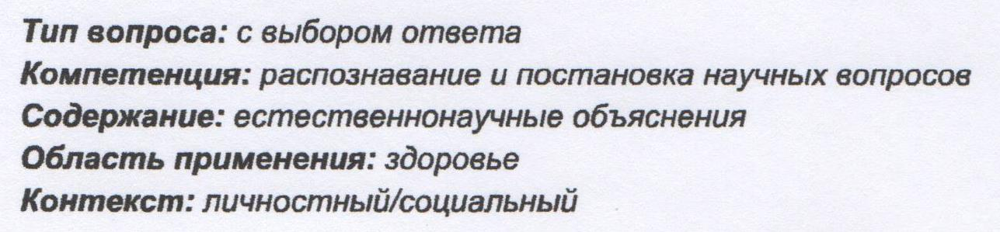 Тип вопроса: с выбором ответа
Компетенция: распознавание и постановка научных вопросов
Содержание: естественнонаучные объяснения
Область применения: здоровье
Контекст: личностный/социальный